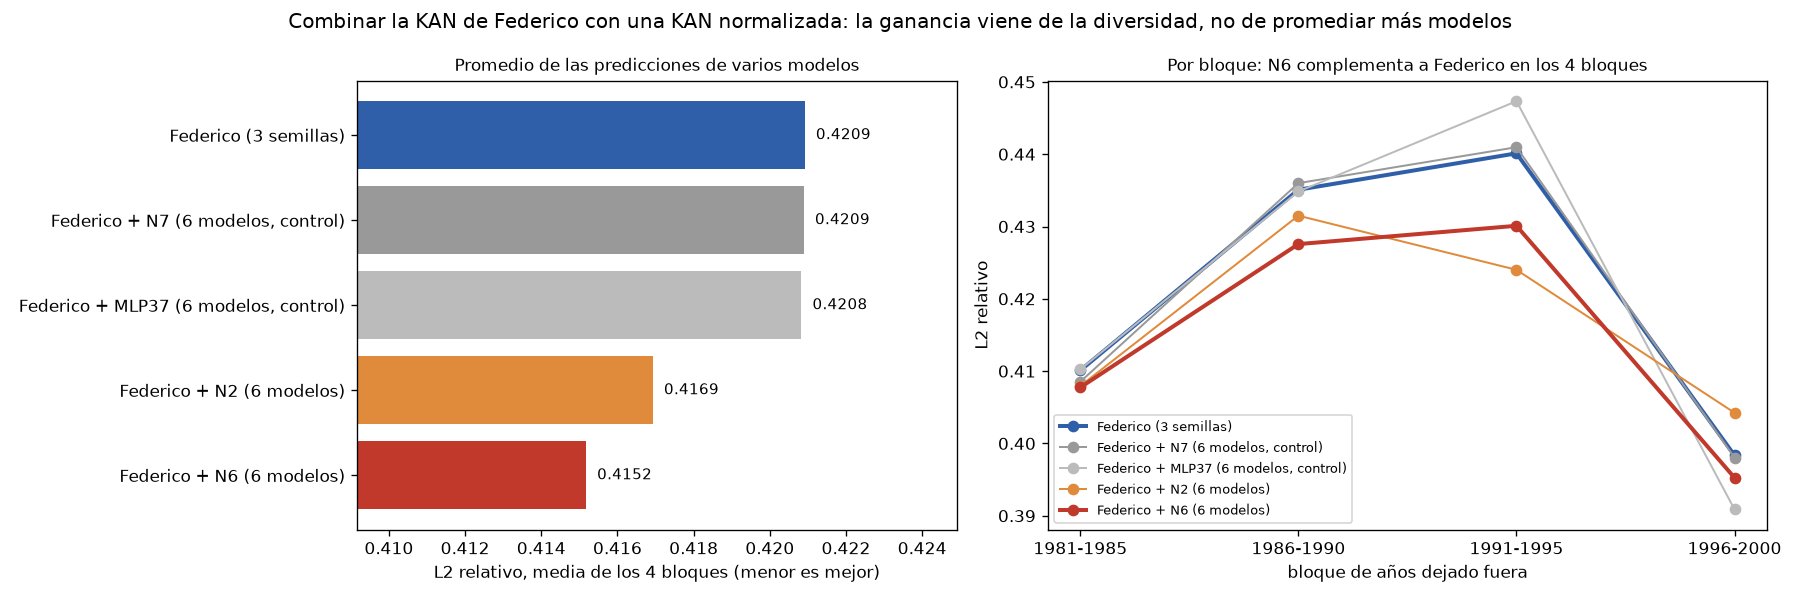 Combinar la KAN de Federico con una KAN normalizada: la ganancia viene de la diversidad, no de promediar más modelos
Promedio de las predicciones de varios modelos
Federico (3 semillas)
0.4209
Federico + N7 (6 modelos, control)
0.4209
Federico + MLP37 (6 modelos, control)
0.4208
Federico + N2 (6 modelos)
0.4169
Federico + N6 (6 modelos)
0.4152
0.410 0.412 0.414 0.416 0.418 0.420 0.422 0.424
L2 relativo, media de los 4 bloques (menor es mejor)
Por bloque: N6 complementa a Federico en los 4 bloques
0.45
0.44
0.43
0.42
0.41
0.40
0.39
L2 relativo
Federico (3 semillas)
Federico + N7 (6 modelos, control)
Federico + MLP37 (6 modelos, control)
Federico + N2 (6 modelos)
Federico + N6 (6 modelos)
1981-1985 1986-1990 1991-1995 1996-2000
bloque de años dejado fuera